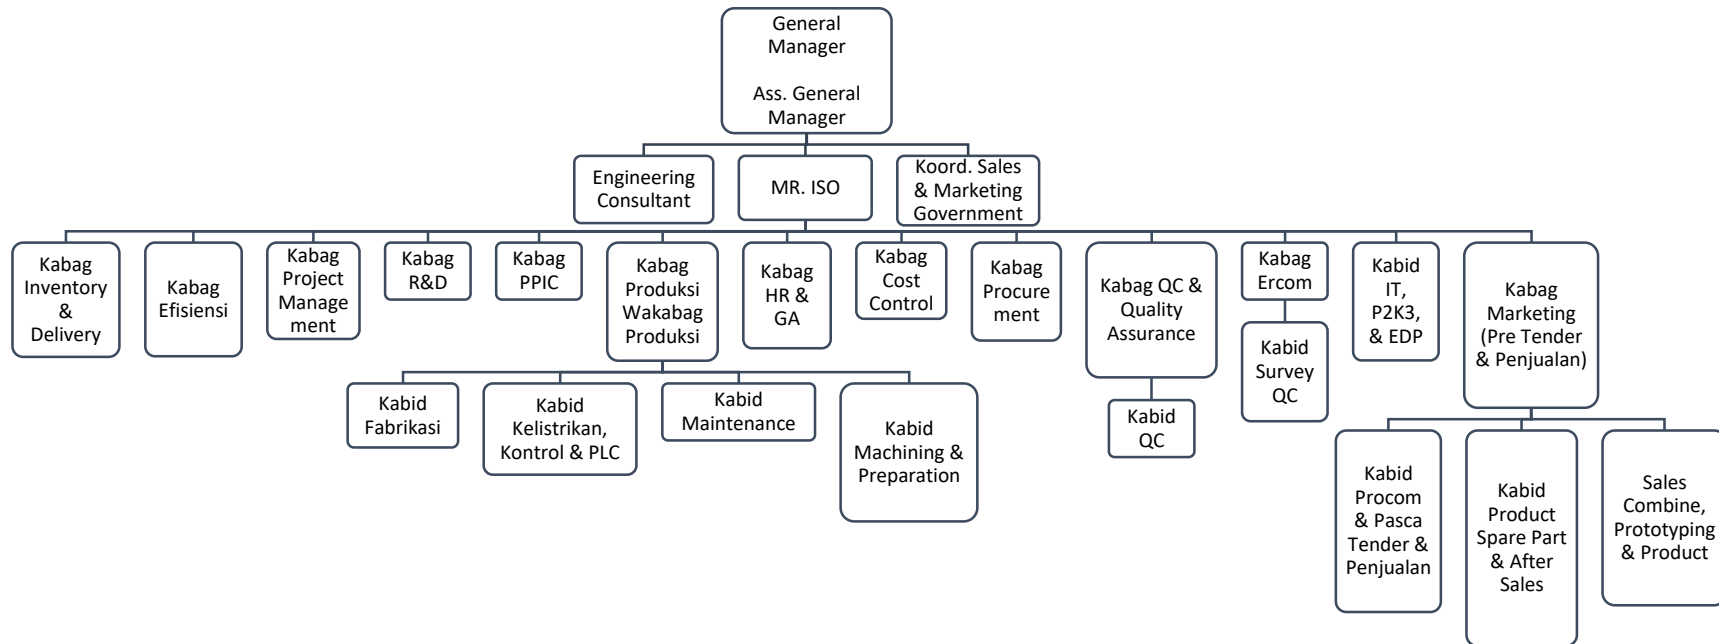 General
Manager
Ass. General
Manager
Engineering
Consultant
MR. ISO
Koord. Sales
& Marketing
Government
Kabag
Inventory
&
Delivery
Kabag
Efisiensi
Kabag
Project
Manage
ment
Kabag
R&D
Kabag
PPIC
Kabag
Produksi
Wakabag
Produksi
Kabag
HR &
GA
Kabag
Cost
Control
Kabag
Procure
ment
Kabag QC &
Quality
Assurance
Kabag
Ercom
Kabid
IT,
P2K3,
& EDP
Kabag
Marketing
(Pre Tender
& Penjualan)
Kabid
Fabrikasi
Kabid
Kelistrikan,
Kontrol & PLC
Kabid
Maintenance
Kabid
Machining &
Preparation
Kabid
QC
Kabid
Survey
QC
Kabid
Procom
& Pasca
Tender &
Penjualan
Kabid
Product
Spare Part
& After
Sales
Sales
Combine,
Prototyping
& Product